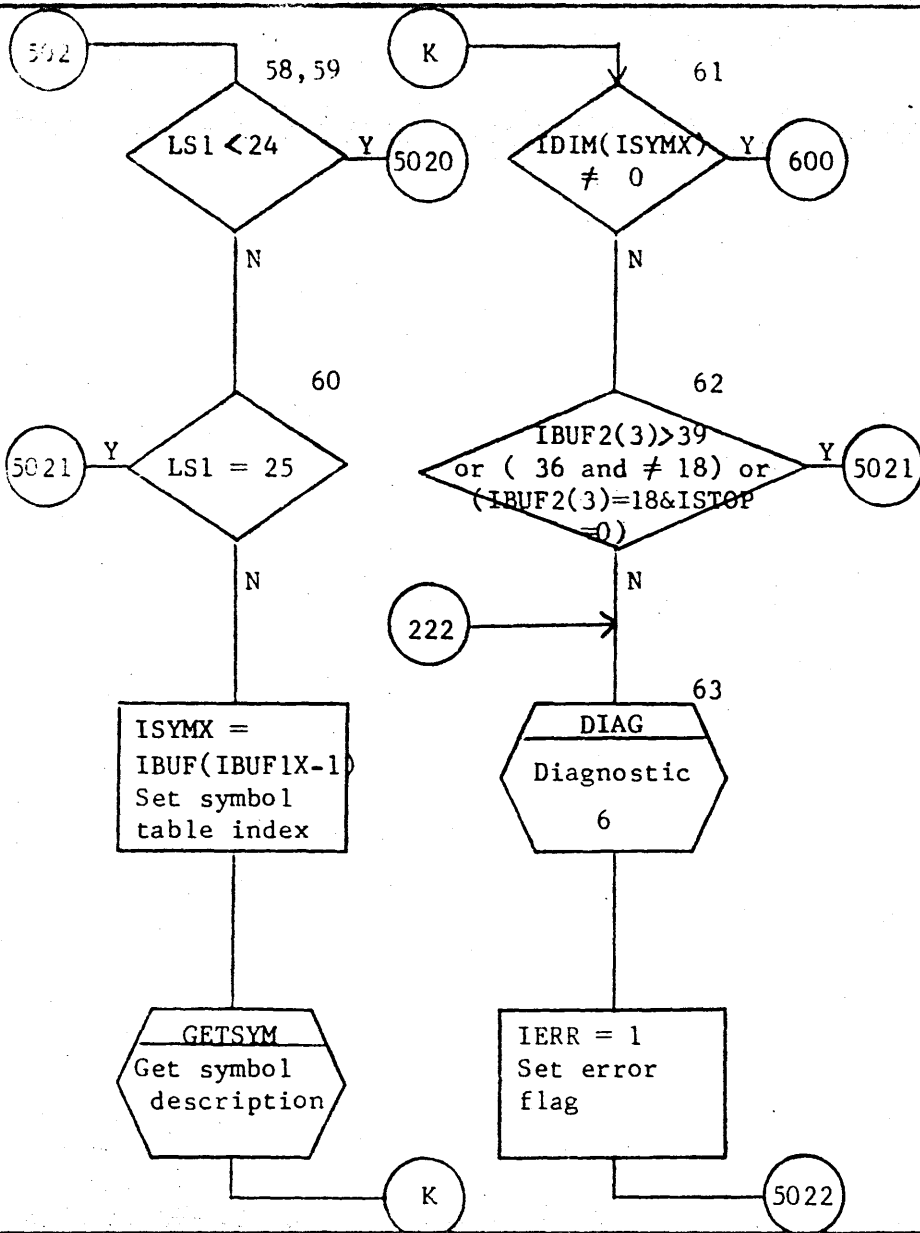 502
58,59
LS1 < 24
Y
5020
N
60
5021
Y
LS1 = 25
N
ISYMX =
IBUF(IBUF1X-1)
Set symbol
table index
GETSYM
Get symbol
description
K
K
61
IDIM(ISYMX)
≠ 0
Y
600
N
62
IBUF2(3)>39
or ( 36 and ≠ 18) or
(IBUF2(3)=18&ISTOP
=0)
Y
5021
N
222
63
DIAG
Diagnostic
6
IERR = 1
Set error
flag
5022